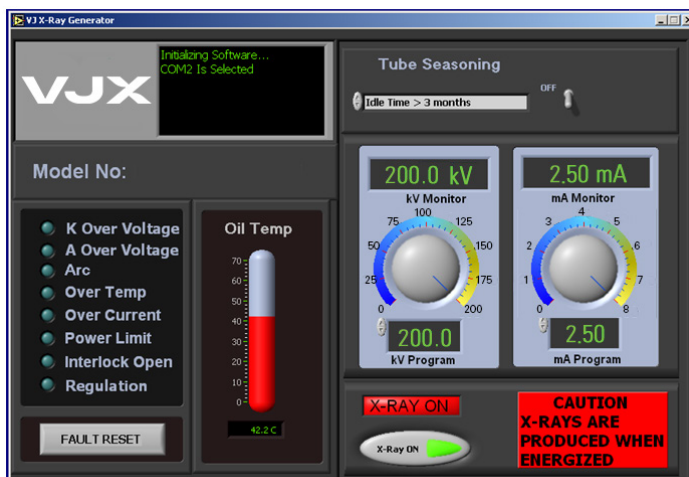 VJ X-Ray Generator
VJX
Initializing Software...
COM2 Is Selected
Tube Seasoning
Idle Time > 3 months
OFF
Model No:
K Over Voltage
A Over Voltage
Arc
Over Temp
Over Current
Power Limit
Interlock Open
Regulation
FAULT RESET
Oil Temp
70
60
50
40
30
20
10
0
42.2 C
200.0 kV
kV Monitor
0
25
50
75
100
125
150
175
200
200.0
kV Program
2.50 mA
mA Monitor
0
1
2
3
4
5
6
7
8
2.50
mA Program
X-RAY ON
X-Ray ON
CAUTION
X-RAYS ARE
PRODUCED WHEN
ENERGIZED